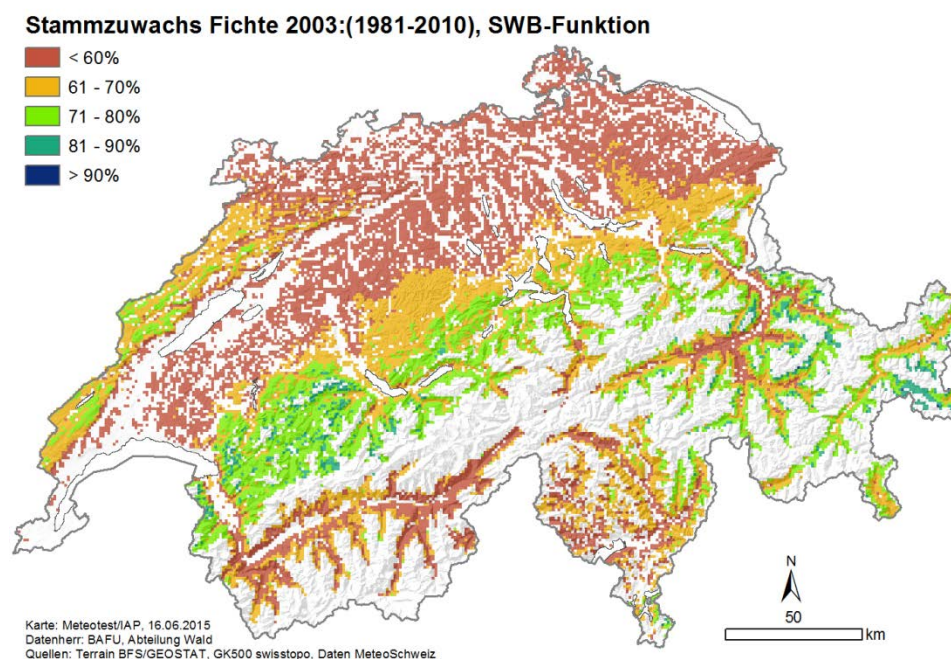 Stammzuwachs Fichte 2003:(1981-2010), SWB-Funktion
< 60%
61 - 70%
71 - 80%
81 - 90%
> 90%
N
50
km
Karte: Meteotest/IAP, 16.06.2015
Datenherr: BAFU, Abteilung Wald
Quellen: Terrain BFS/GEOSTAT, GK500 swisstopo, Daten MeteoSchweiz